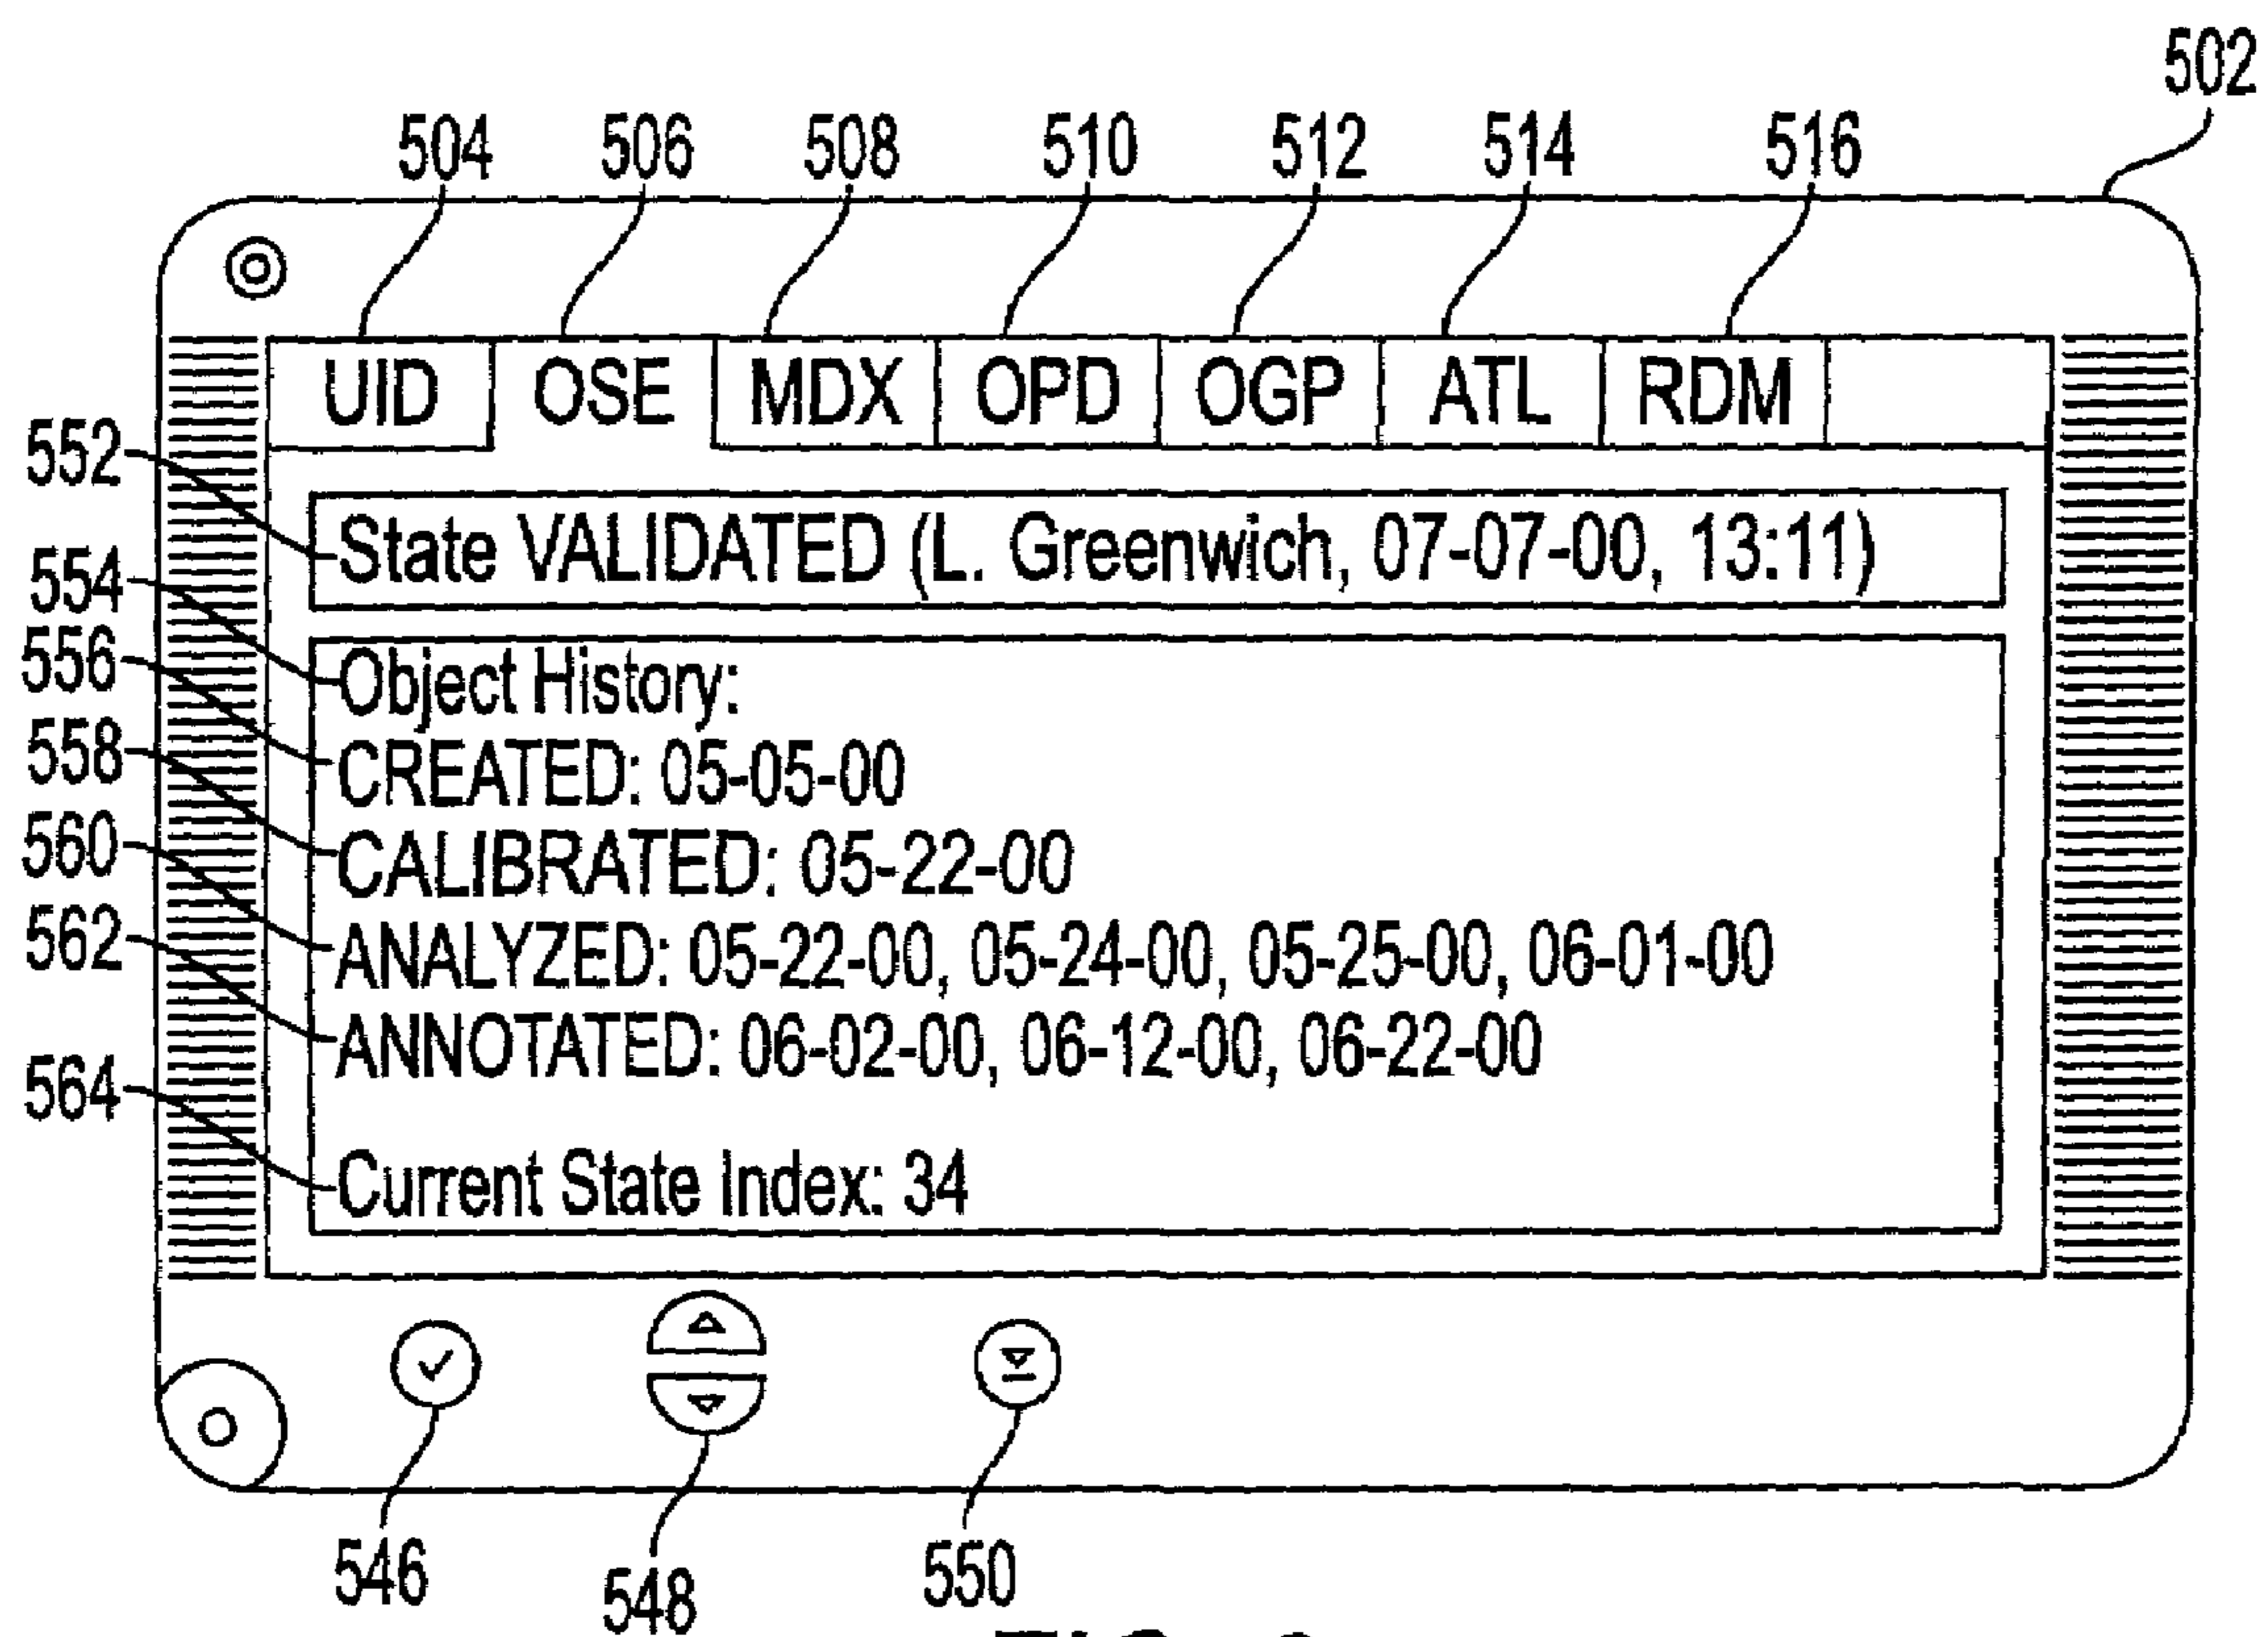 502
504 506 508 510 512 514 516
UID OSE MDX OPD OGP ATL RDM
552
State VALIDATED (L. Greenwich, 07-07-00, 13:11)
554
Object History:
556
CREATED: 05-05-00
558
CALIBRATED: 05-22-00
560
ANALYZED: 05-22-00, 05-24-00, 05-25-00, 06-01-00
562
ANNOTATED: 06-02-00, 06-12-00, 06-22-00
564
Current State Index: 34
546 548 550